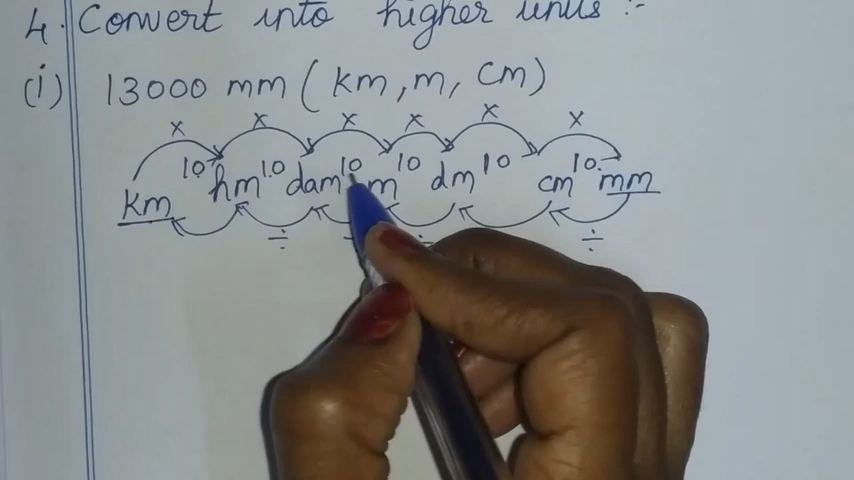 4. Convert into higher units :-
(i) 13000 mm (km, m, cm)
x x x x x x
km 10 hm 10 dam 10 m 10 dm 10 cm 10 mm
÷ ÷